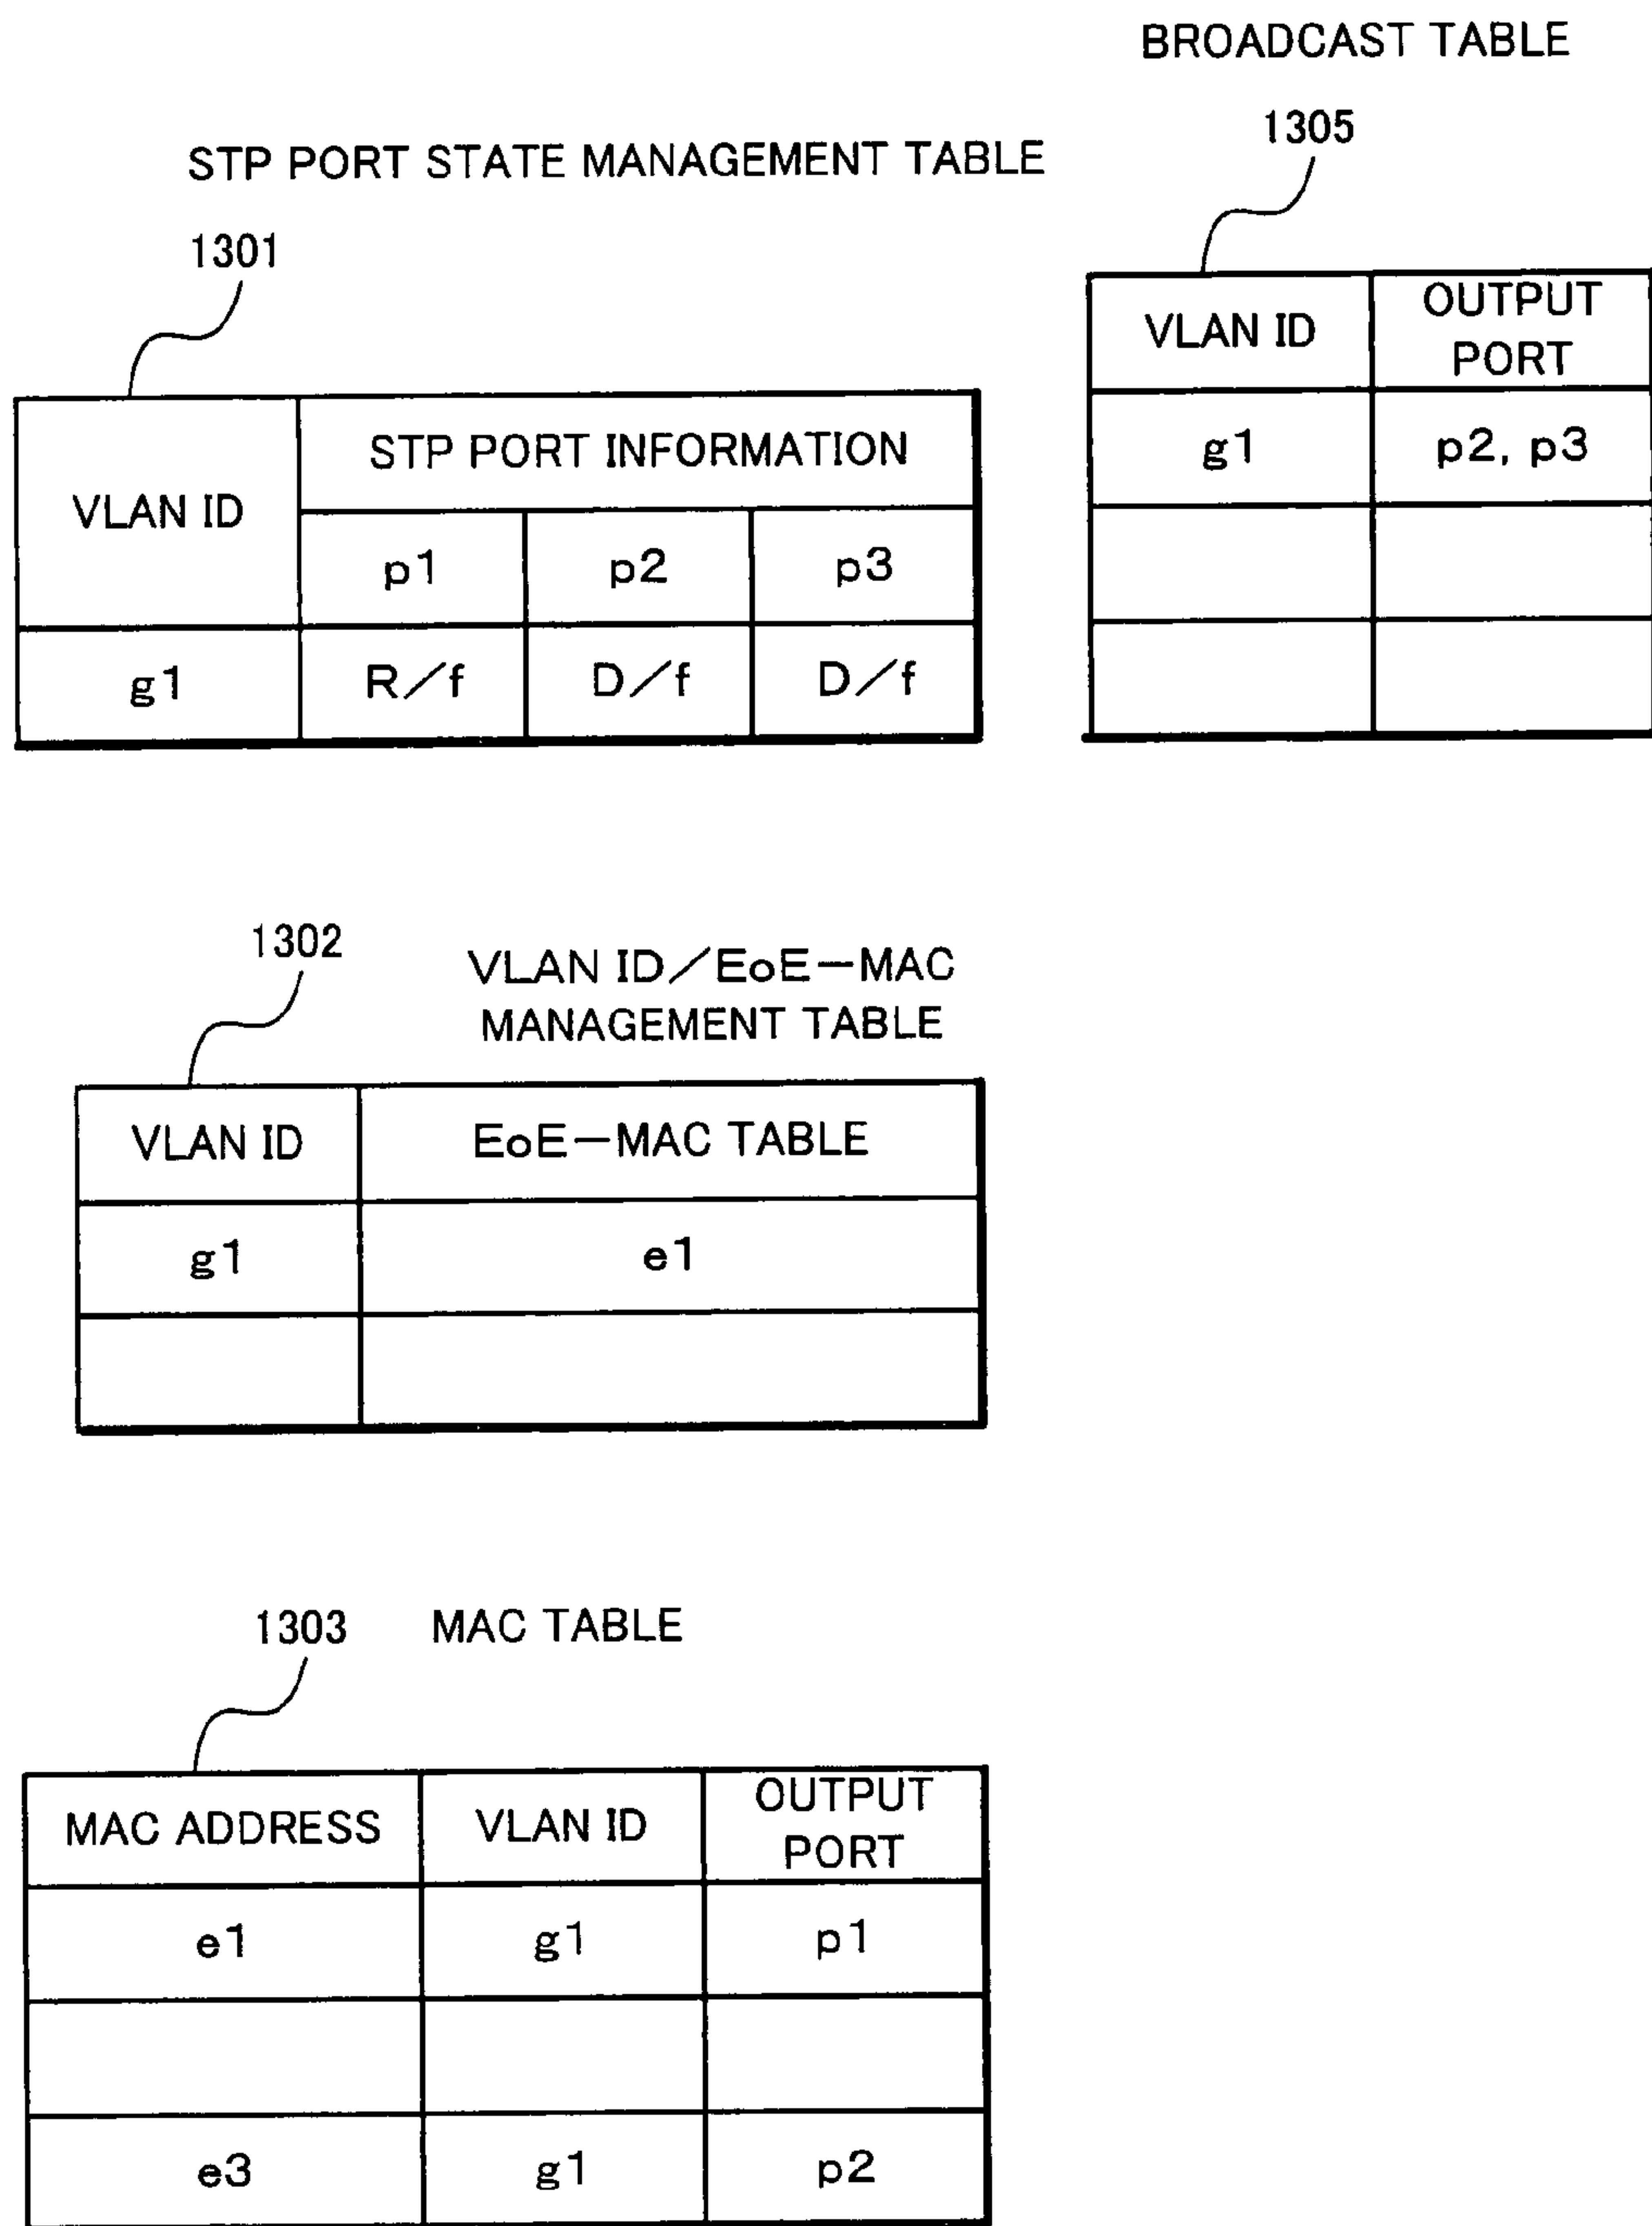 BROADCAST TABLE
1305
STP PORT STATE MANAGEMENT TABLE
1301
VLAN ID
OUTPUT
PORT
g1
p2, p3
VLAN ID
STP PORT INFORMATION
p1
p2
p3
g1
R／f
D／f
D／f
1302
VLAN ID／EoE－MAC
MANAGEMENT TABLE
VLAN ID
EoE－MAC TABLE
g1
e1
1303
MAC TABLE
MAC ADDRESS
VLAN ID
OUTPUT
PORT
e1
g1
p1
e3
g1
p2